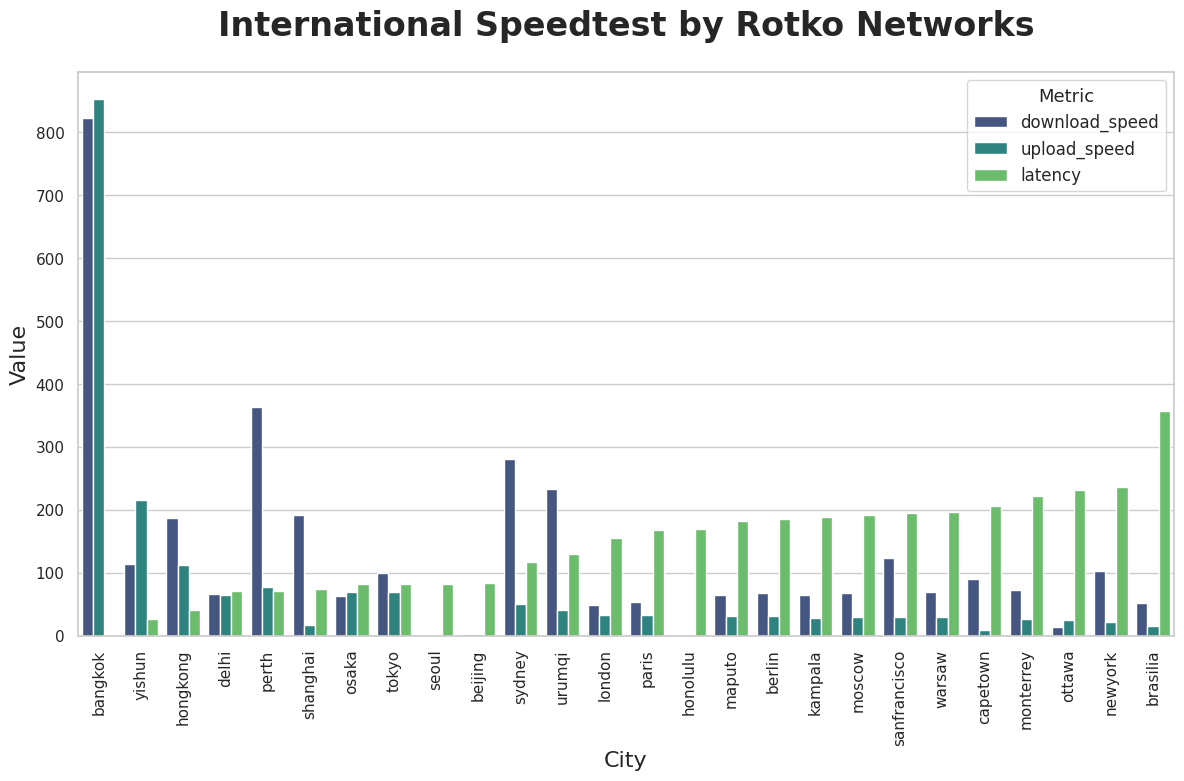 International Speedtest by Rotko Networks
Metric
download_speed
upload_speed
latency
Value
800
700
600
500
400
300
200
100
0
bangkok
yishun
hongkong
delhi
perth
shanghai
osaka
tokyo
seoul
beijing
sydney
urumqi
london
paris
honolulu
maputo
berlin
kampala
moscow
sanfrancisco
warsaw
capetown
monterrey
ottawa
newyork
brasilia
City